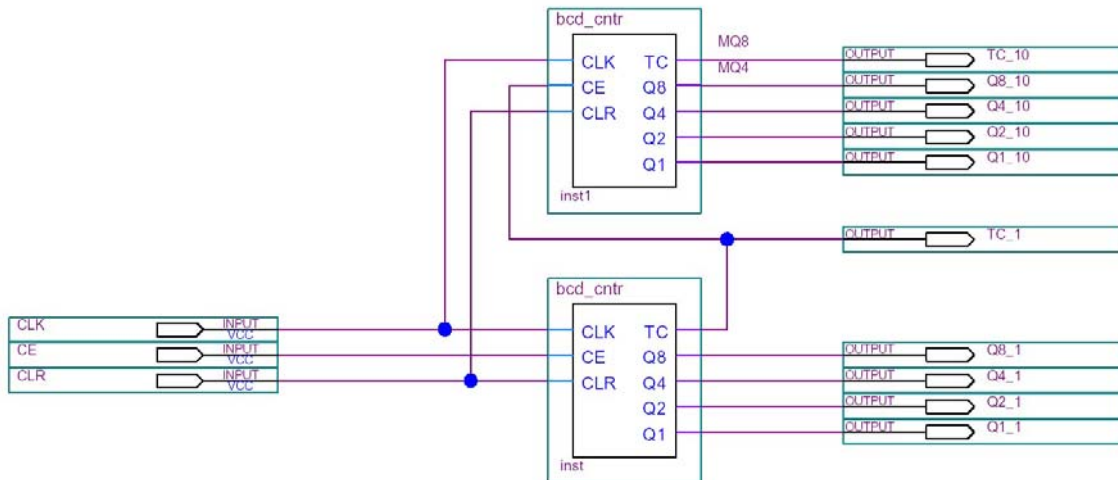 bcd_cntr
CLK TC MQ8 OUTPUT TC_10
CE Q8 MQ4 OUTPUT Q8_10
CLR Q4 OUTPUT Q4_10
Q2 OUTPUT Q2_10
Q1 OUTPUT Q1_10
inst1
OUTPUT TC_1
bcd_cntr
CLK INPUT VCC CLK TC
CE INPUT VCC CE Q8 OUTPUT Q8_1
CLR INPUT VCC CLR Q4 OUTPUT Q4_1
Q2 OUTPUT Q2_1
Q1 OUTPUT Q1_1
inst